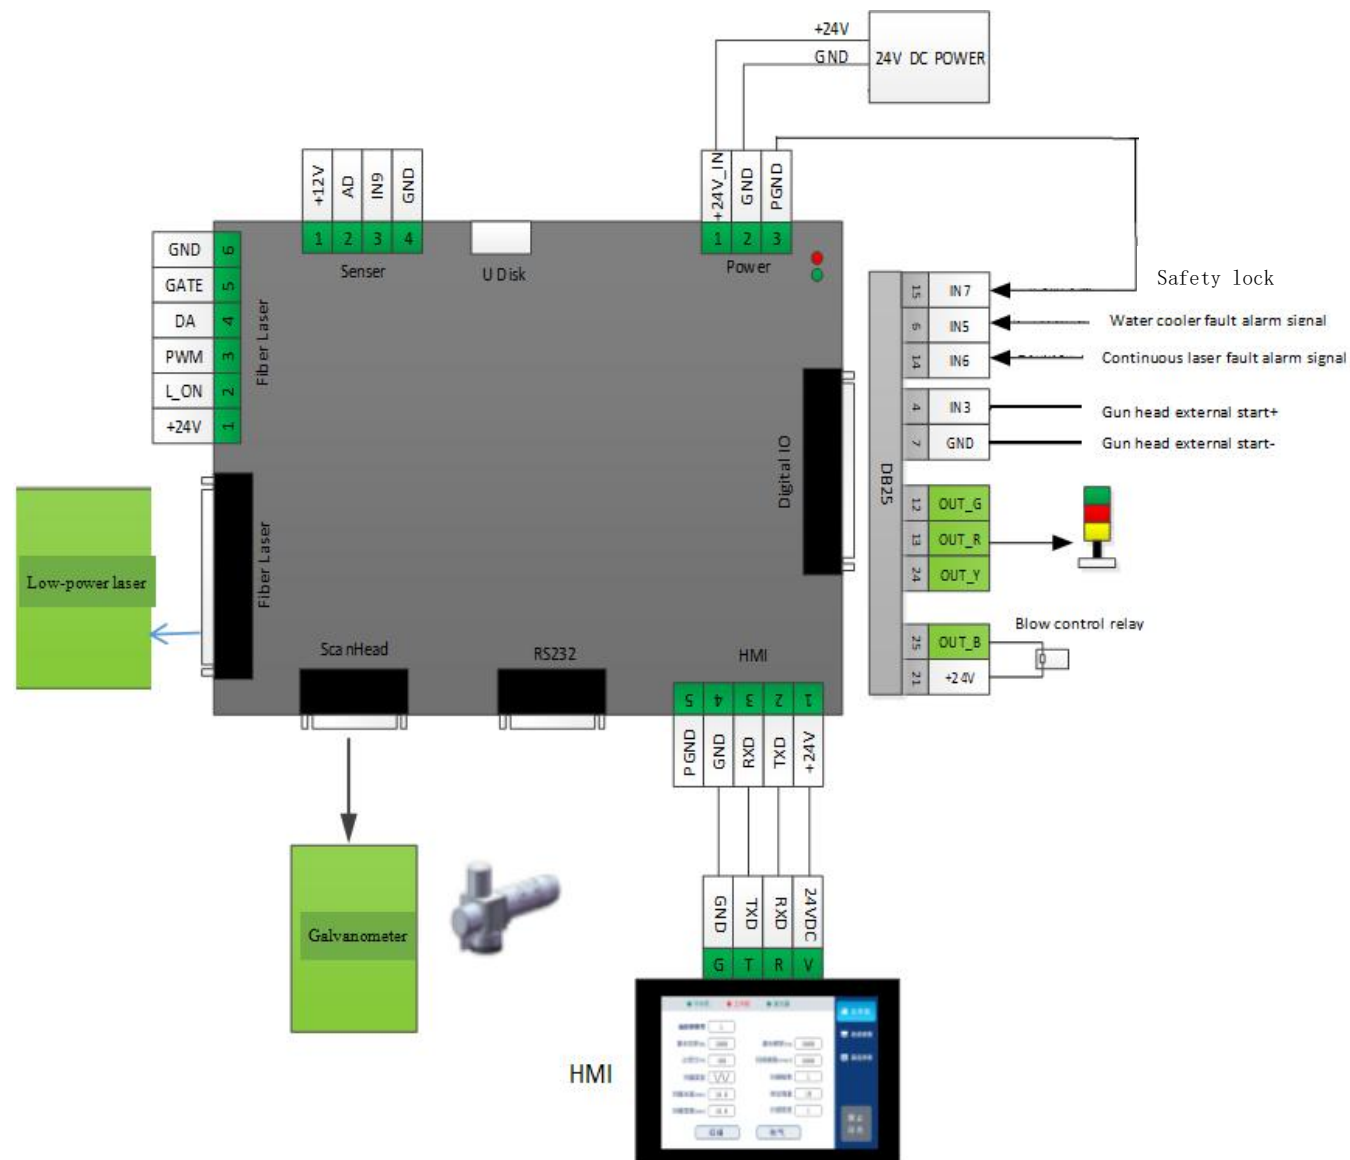 +24V
GND
24V DC POWER
+12V
AD
IN9
GND
+24V_IN
GND
PGND
1
2
3
4
Senser
U Disk
1
2
3
Power
GND
6
GATE
5
DA
4
PWM
3
L_ON
2
+24V
1
Fiber Laser
Safety lock
15
IN7
6
IN5
Water cooler fault alarm signal
14
IN6
Continuous laser fault alarm signal
4
IN3
Gun head external start+
7
GND
Gun head external start-
Digital IO
DB25
12
OUT_G
13
OUT_R
24
OUT_Y
Low-power laser
Fiber Laser
Blow control relay
25
OUT_B
21
+24V
ScanHead
RS232
HMI
5
4
3
2
1
PGND
GND
RXD
TXD
+24V
GND
TXD
RXD
24VDC
G
T
R
V
Galvanometer
HMI